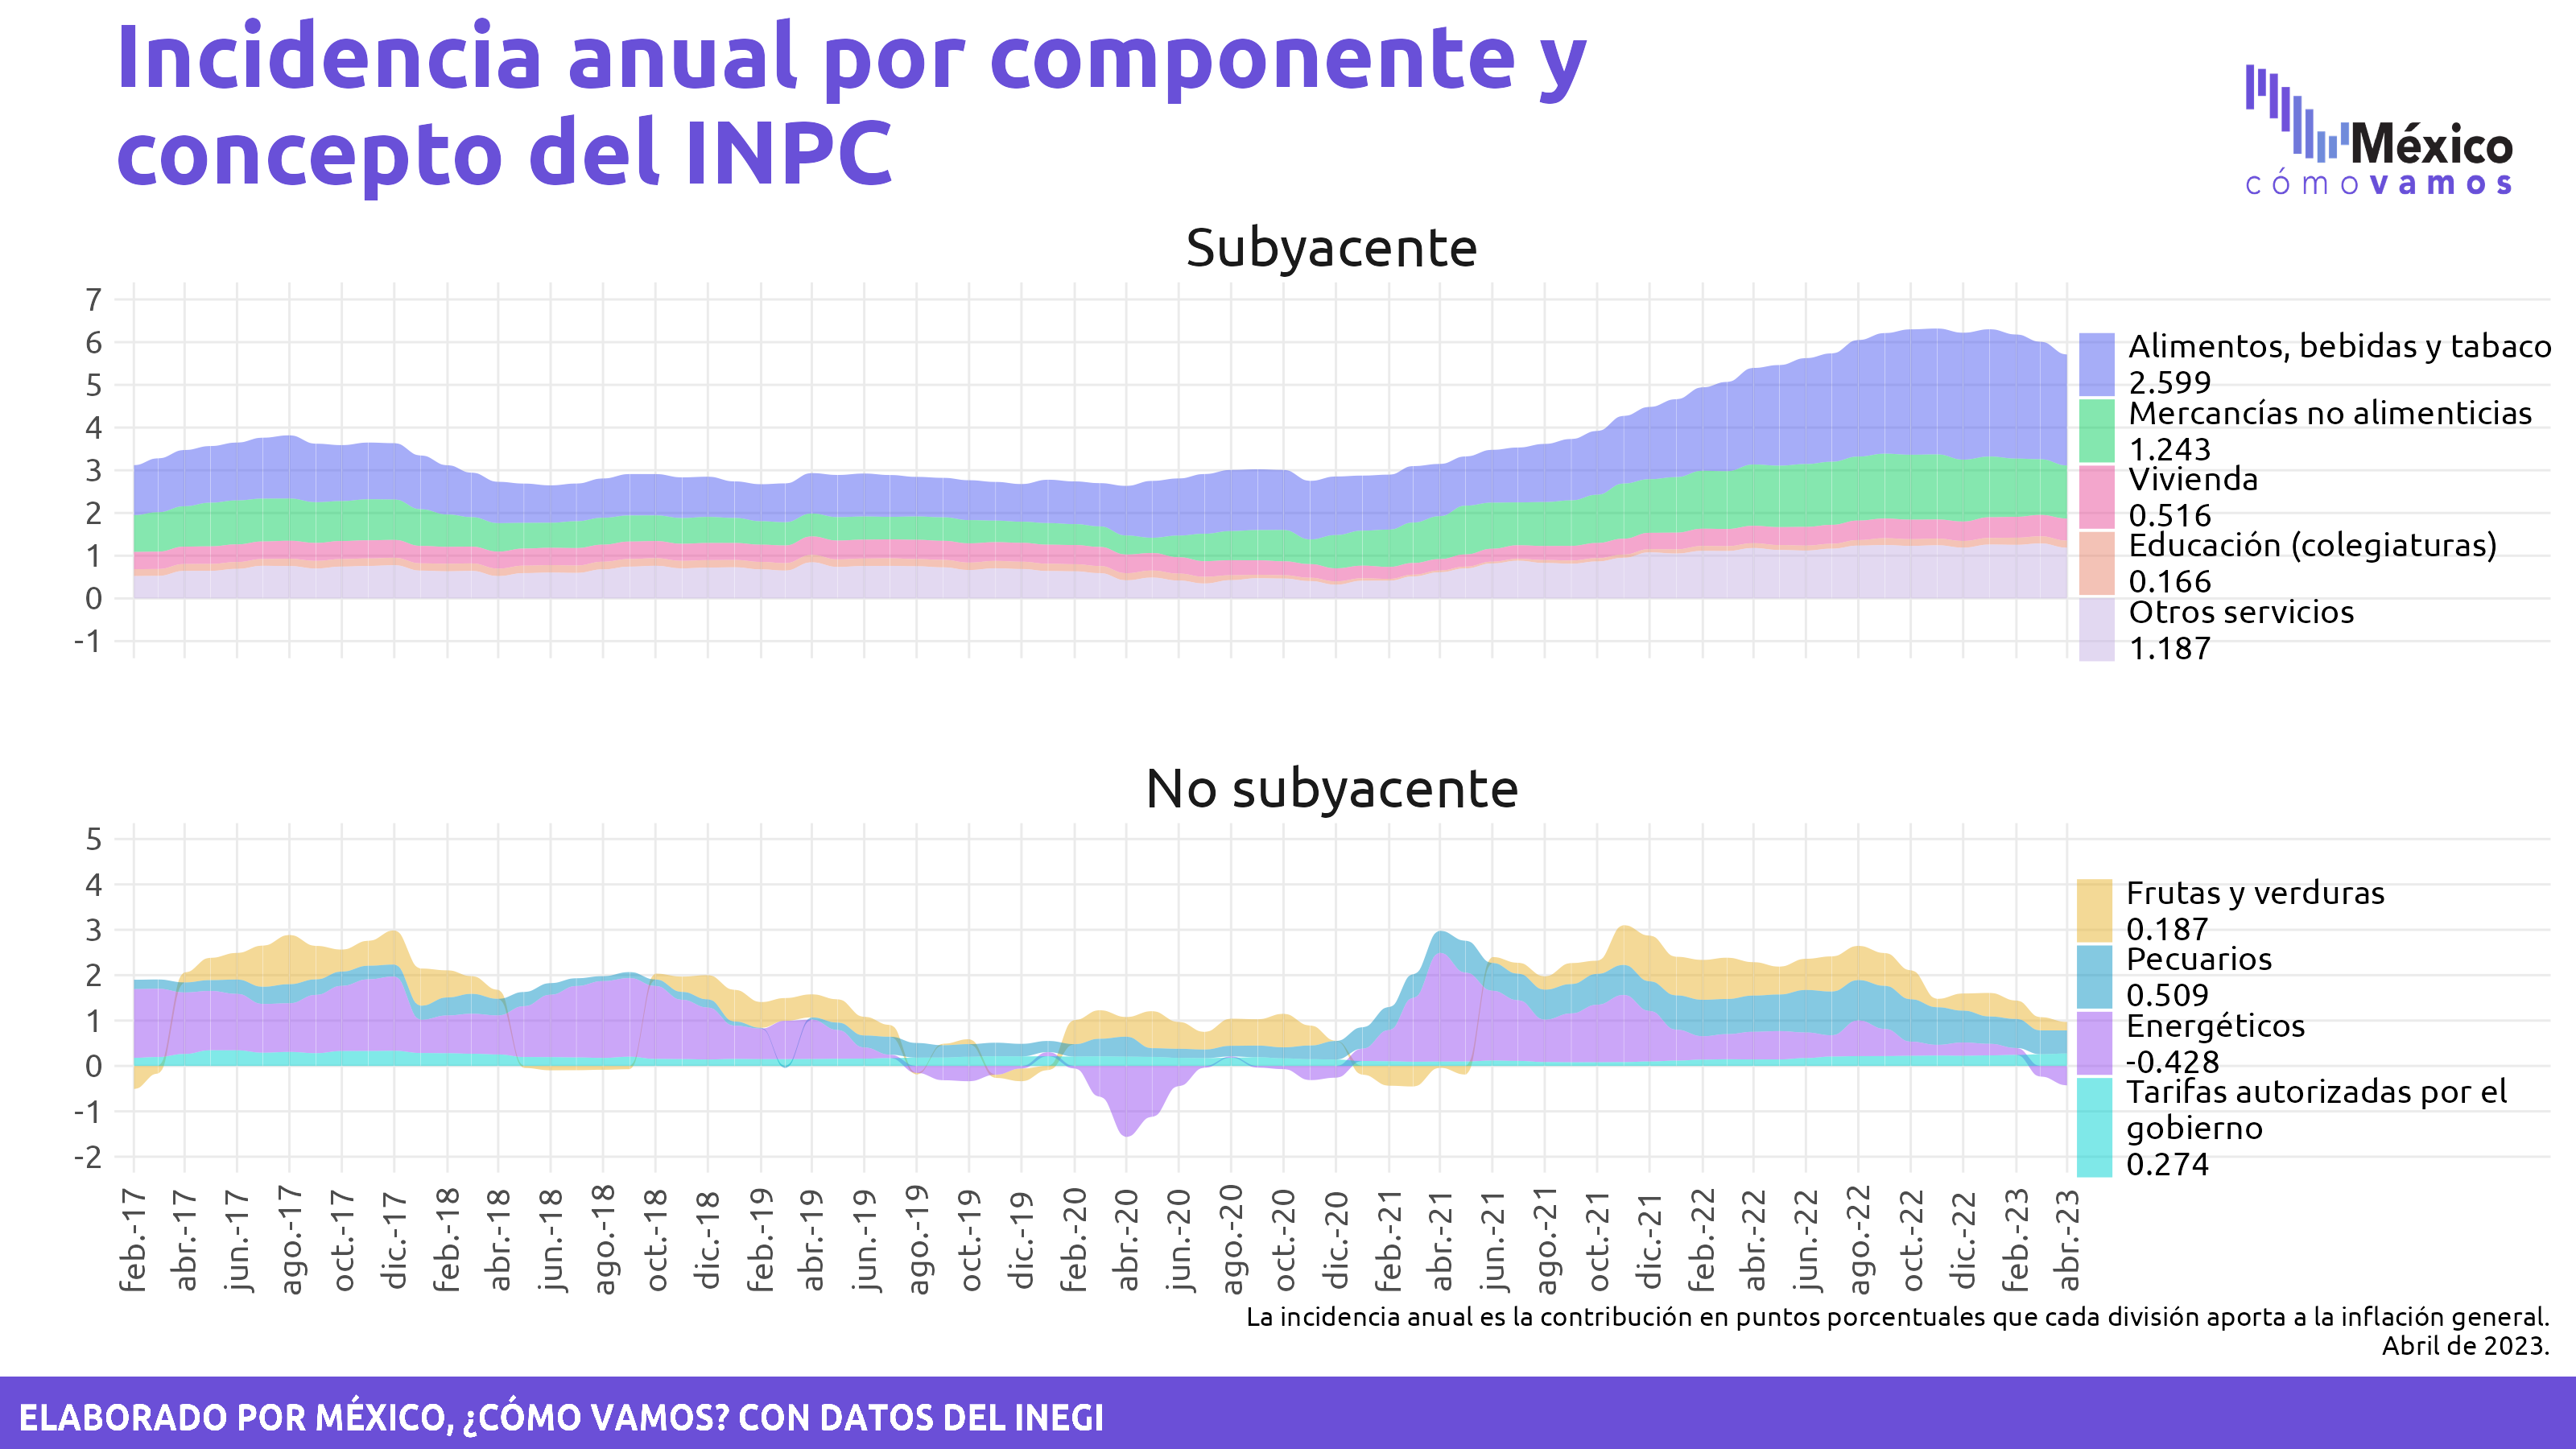 Incidencia anual por componente y
concepto del INPC
México
cómovamos
Subyacente
7
6
5
4
3
2
1
0
-1
Alimentos, bebidas y tabaco
2.599
Mercancías no alimenticias
1.243
Vivienda
0.516
Educación (colegiaturas)
0.166
Otros servicios
1.187
No subyacente
5
4
3
2
1
0
-1
-2
Frutas y verduras
0.187
Pecuarios
0.509
Energéticos
-0.428
Tarifas autorizadas por el
gobierno
0.274
feb.-17
abr.-17
jun.-17
ago.-17
oct.-17
dic.-17
feb.-18
abr.-18
jun.-18
ago.-18
oct.-18
dic.-18
feb.-19
abr.-19
jun.-19
ago.-19
oct.-19
dic.-19
feb.-20
abr.-20
jun.-20
ago.-20
oct.-20
dic.-20
feb.-21
abr.-21
jun.-21
ago.-21
oct.-21
dic.-21
feb.-22
abr.-22
jun.-22
ago.-22
oct.-22
dic.-22
feb.-23
abr.-23
La incidencia anual es la contribución en puntos porcentuales que cada división aporta a la inflación general.
Abril de 2023.
ELABORADO POR MÉXICO, ¿CÓMO VAMOS? CON DATOS DEL INEGI